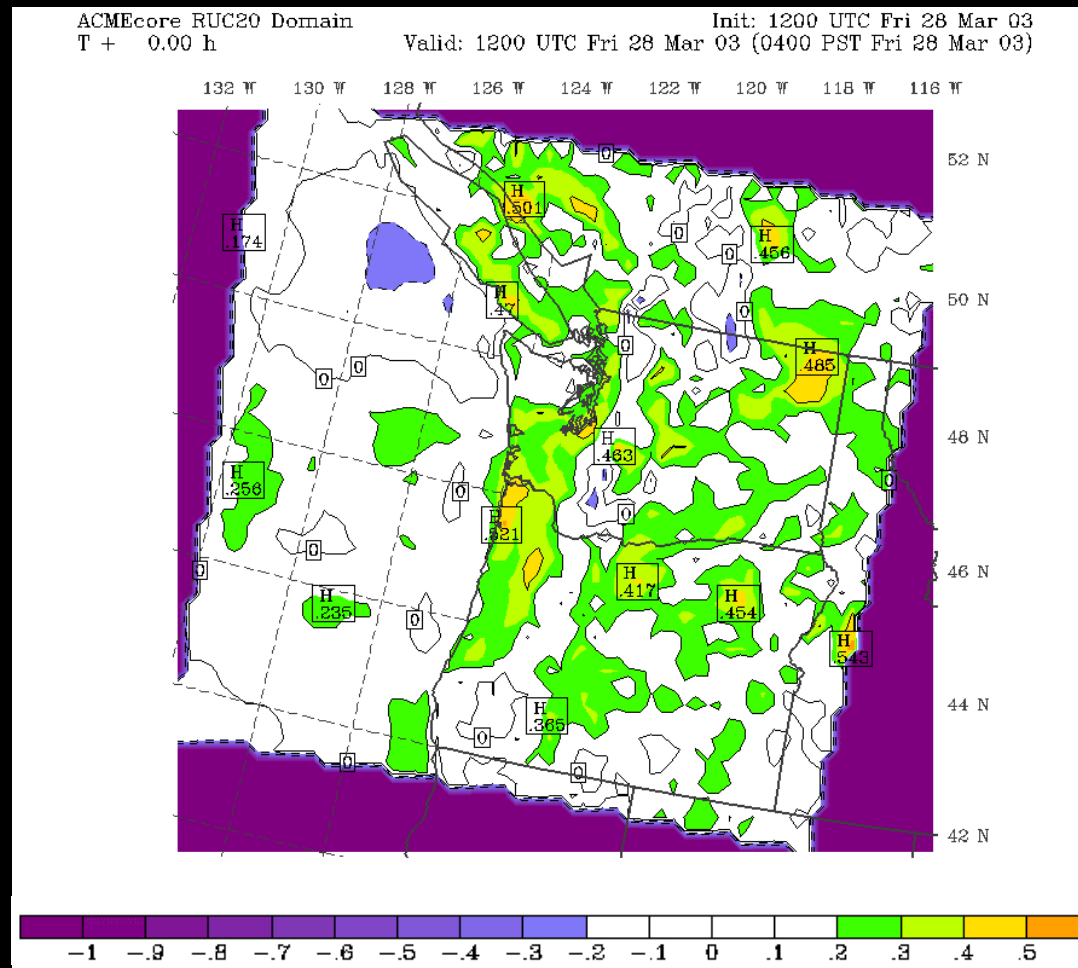 ACMEcore RUC20 Domain Init: 1200 UTC Fri 28 Mar 03
T + 0.00 h Valid: 1200 UTC Fri 28 Mar 03 (0400 PST Fri 28 Mar 03)
132 W 130 W 128 W 126 W 124 W 122 W 120 W 118 W 116 W
0
52 N
H
.501
H
.174
0
H
.456
0
H
.47
50 N
0
0
H
.485
0
0
48 N
H
.463
H
.256
0
0
H
.521
0
0
46 N
0
H
.417
H
.454
H
.235
0
H
.543
44 N
H
.365
0
0
0
42 N
-1 -.9 -.8 -.7 -.6 -.5 -.4 -.3 -.2 -.1 0 .1 .2 .3 .4 .5